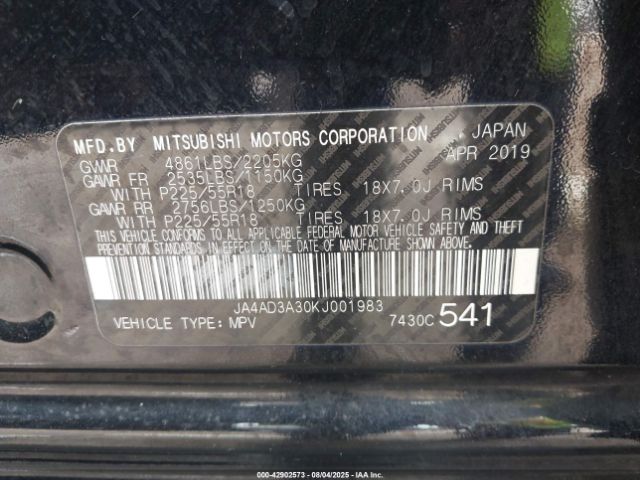 MFD.BY MITSUBISHI MOTORS CORPORATION JAPAN
GVWR 4861LBS/2205KG APR 2019
GAWR FR 2535LBS/1150KG
WITH P225/55R18 TIRES 18X7.0J RIMS
GAWR RR 2756LBS/1250KG
WITH P225/55R18 TIRES 18X7.0J RIMS
THIS VEHICLE CONFORMS TO ALL APPLICABLE FEDERAL MOTOR VEHICLE SAFETY AND THEFT
PREVENTION STANDARDS IN EFFECT ON THE DATE OF MANUFACTURE SHOWN ABOVE.
JA4AD3A30KJ001983
VEHICLE TYPE: MPV 7430C 541
000-42902573 - 08/04/2025 - iaai.com